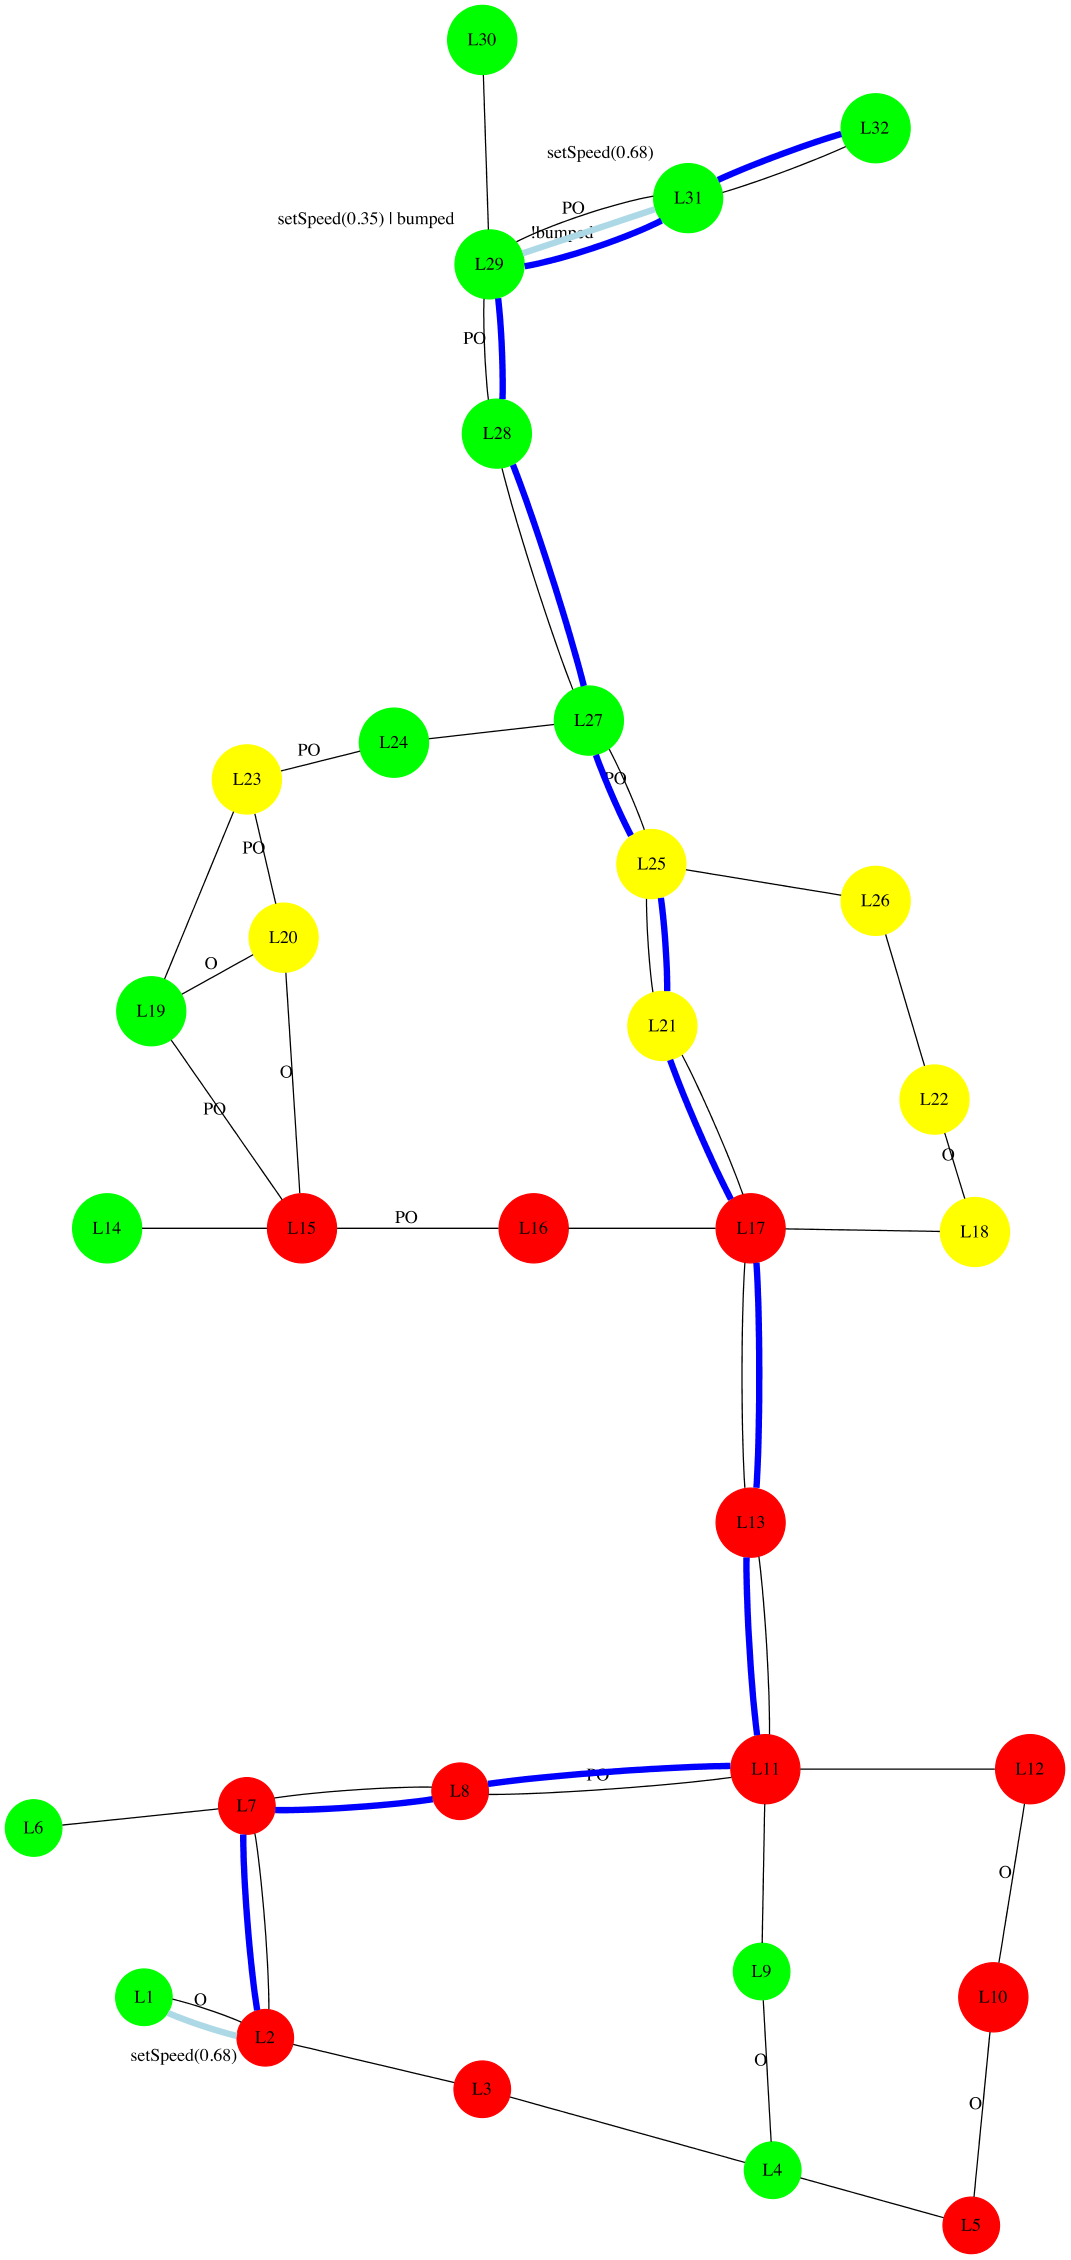 L30
L32
setSpeed(0.68)
L31
PO
setSpeed(0.35) | bumped
!bumped
L29
PO
L28
L27
L24
PO
L23
PO
PO
L25
L26
L20
O
L19
L21
O
PO
L22
O
L14
L15
PO
L16
L17
L18
L13
L11
L12
PO
L8
L7
L6
O
L9
L1
O
L10
L2
setSpeed(0.68)
O
L3
O
L4
L5